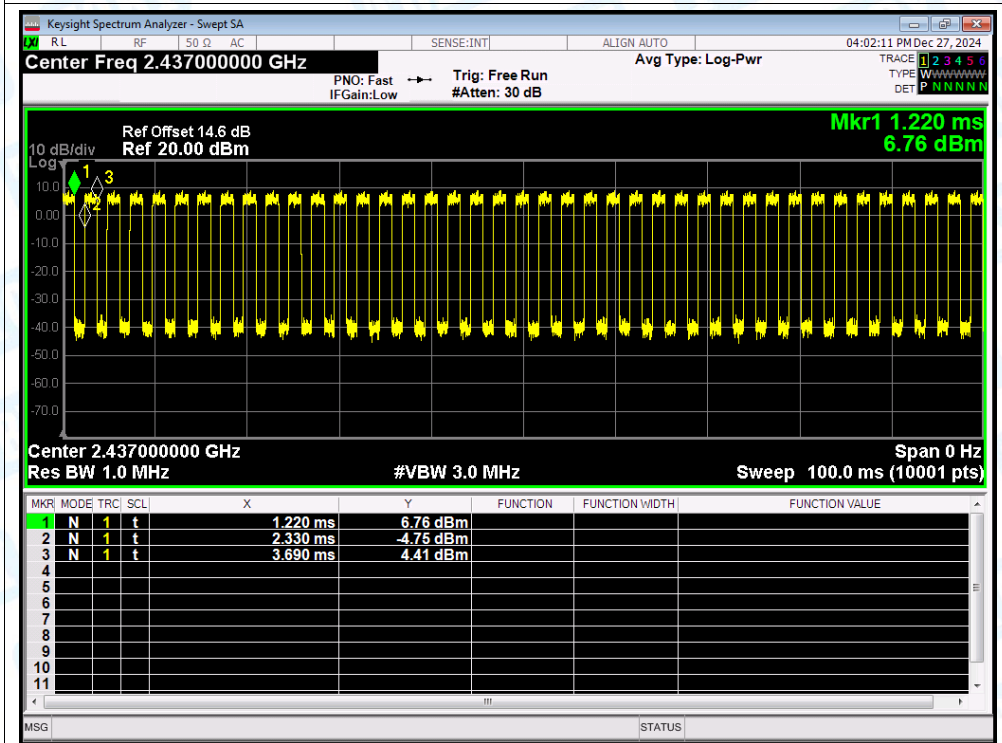 Keysight Spectrum Analyzer - Swept SA
LXI RL RF 50 Ω AC SENSE:INT ALIGN AUTO 04:02:11 PM Dec 27, 2024
Center Freq 2.437000000 GHz Avg Type: Log-Pwr TRACE 1 2 3 4 5 6
PNO: Fast Trig: Free Run TYPE WWWWWW
IFGain:Low #Atten: 30 dB DET P N N N N N
Mkr1 1.220 ms
6.76 dBm
Ref Offset 14.6 dB
10 dB/div Ref 20.00 dBm
Log
1
3
2
10.0
0.00
-10.0
-20.0
-30.0
-40.0
-50.0
-60.0
-70.0
Center 2.437000000 GHz Span 0 Hz
Res BW 1.0 MHz #VBW 3.0 MHz Sweep 100.0 ms (10001 pts)
MKR MODE TRC SCL X Y FUNCTION FUNCTION WIDTH FUNCTION VALUE
1 N 1 t 1.220 ms 6.76 dBm
2 N 1 t 2.330 ms -4.75 dBm
3 N 1 t 3.690 ms 4.41 dBm
4
5
6
7
8
9
10
11
MSG STATUS